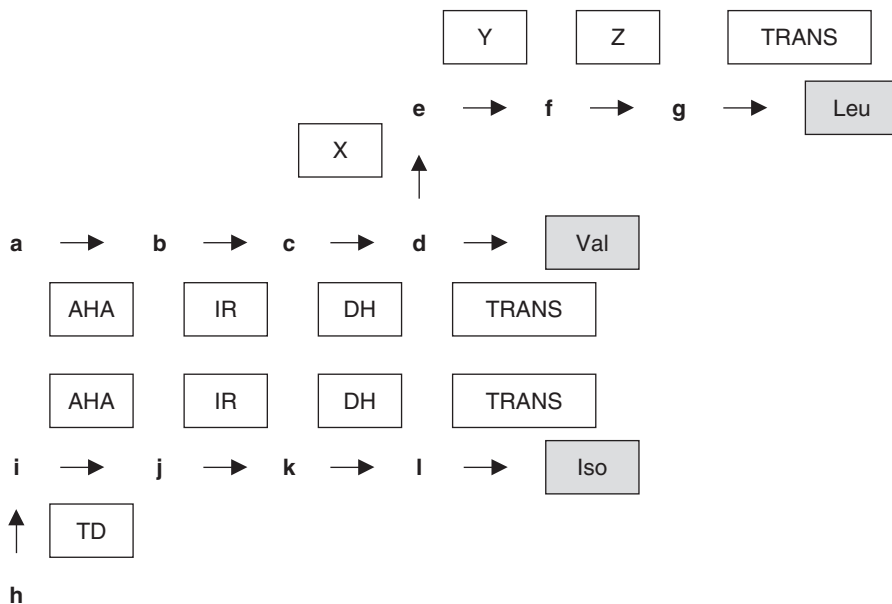 Y Z TRANS
e f g Leu
X
a b c d Val
AHA IR DH TRANS
AHA IR DH TRANS
i j k l Iso
TD
h